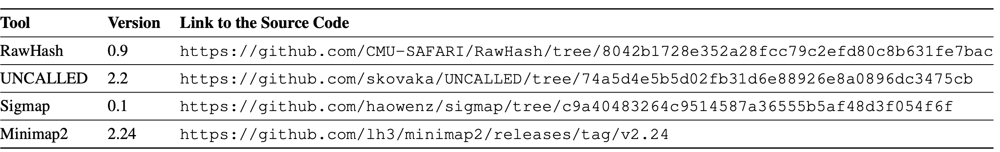 Tool Version Link to the Source Code
RawHash 0.9 https://github.com/CMU-SAFARI/RawHash/tree/8042b1728e352a28fcc79c2efd80c8b631fe7bac
UNCALLED 2.2 https://github.com/skovaka/UNCALLED/tree/74a5d4e5b5d02fb31d6e88926e8a0896dc3475cb
Sigmap 0.1 https://github.com/haowenz/sigmap/tree/c9a40483264c9514587a36555b5af48d3f054f6f
Minimap2 2.24 https://github.com/lh3/minimap2/releases/tag/v2.24